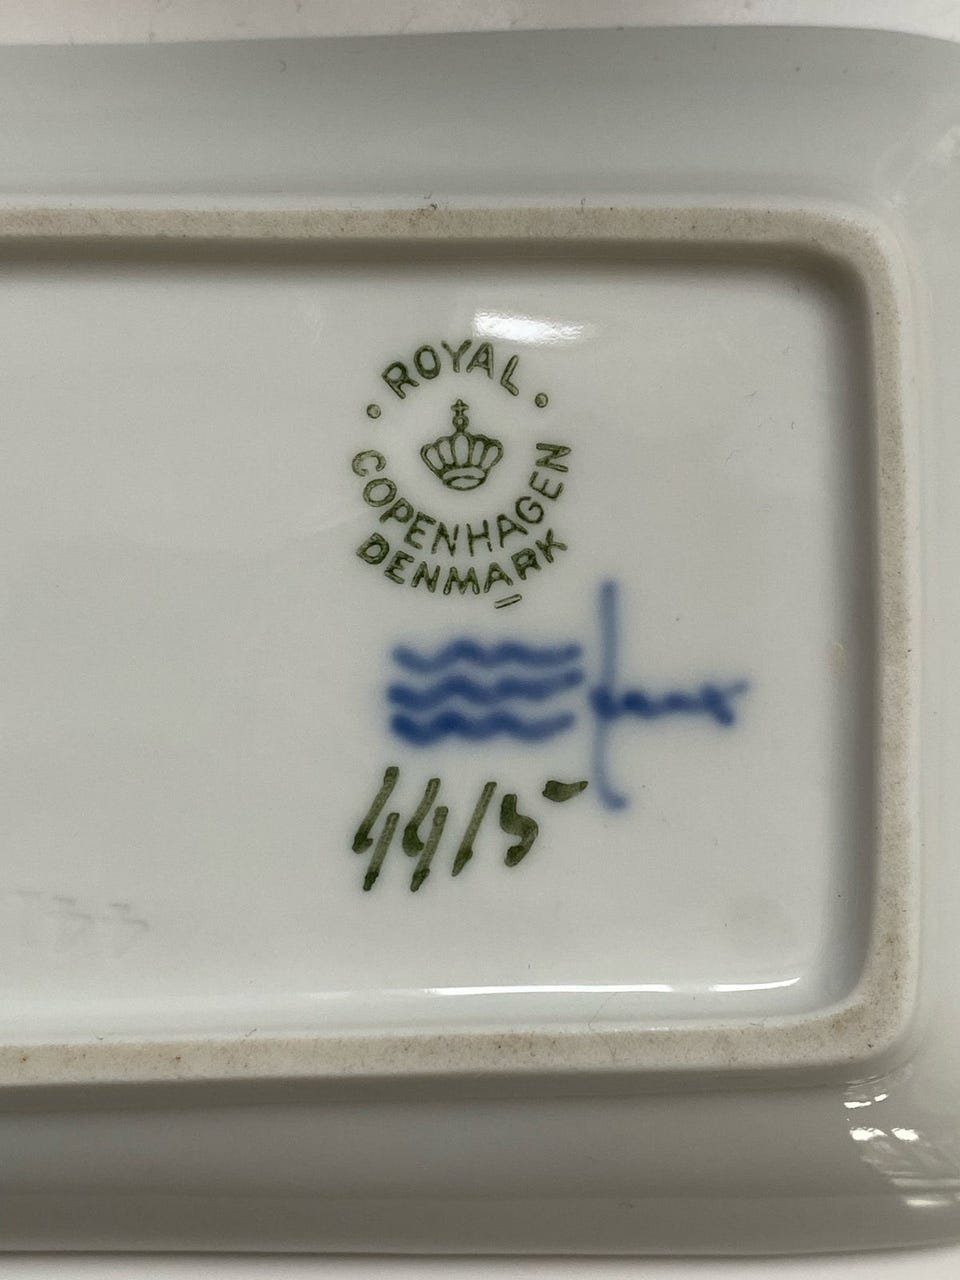 ROYAL
COPENHAGEN
DENMARK
4415